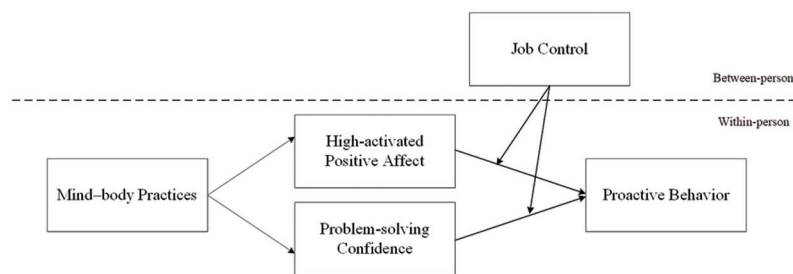 Job Control
Between-person
Within-person
High-activated
Positive Affect
Mind–body Practices
Proactive Behavior
Problem-solving
Confidence